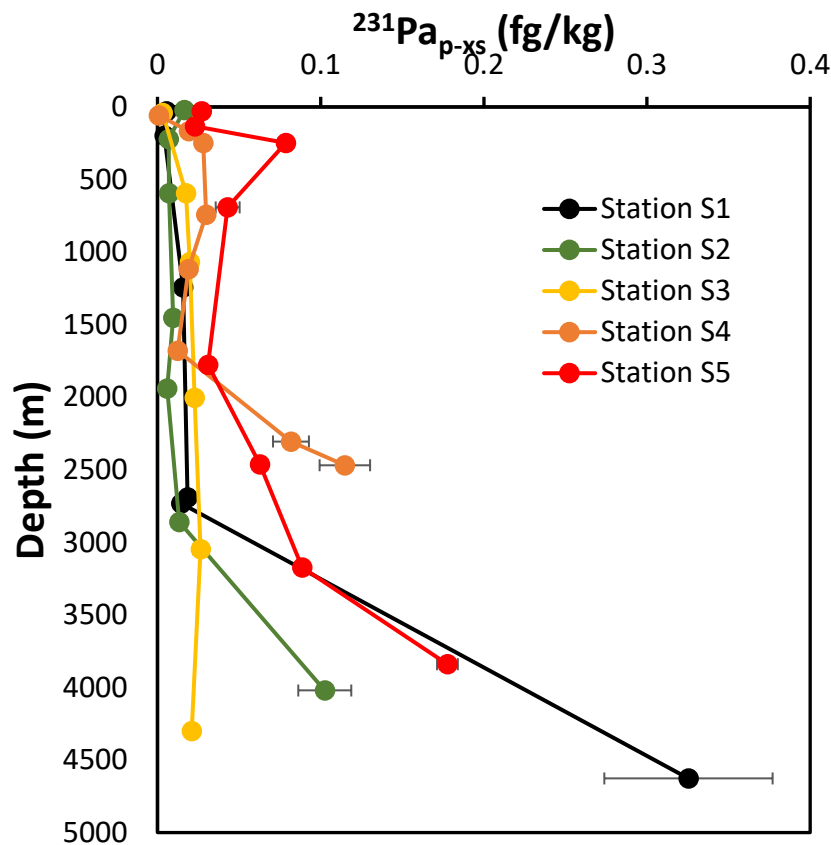 ²³¹Pa_p-xs (fg/kg)
0 0.1 0.2 0.3 0.4
0
500
1000
1500
2000
2500
3000
3500
4000
4500
5000
Depth (m)
Station S1
Station S2
Station S3
Station S4
Station S5